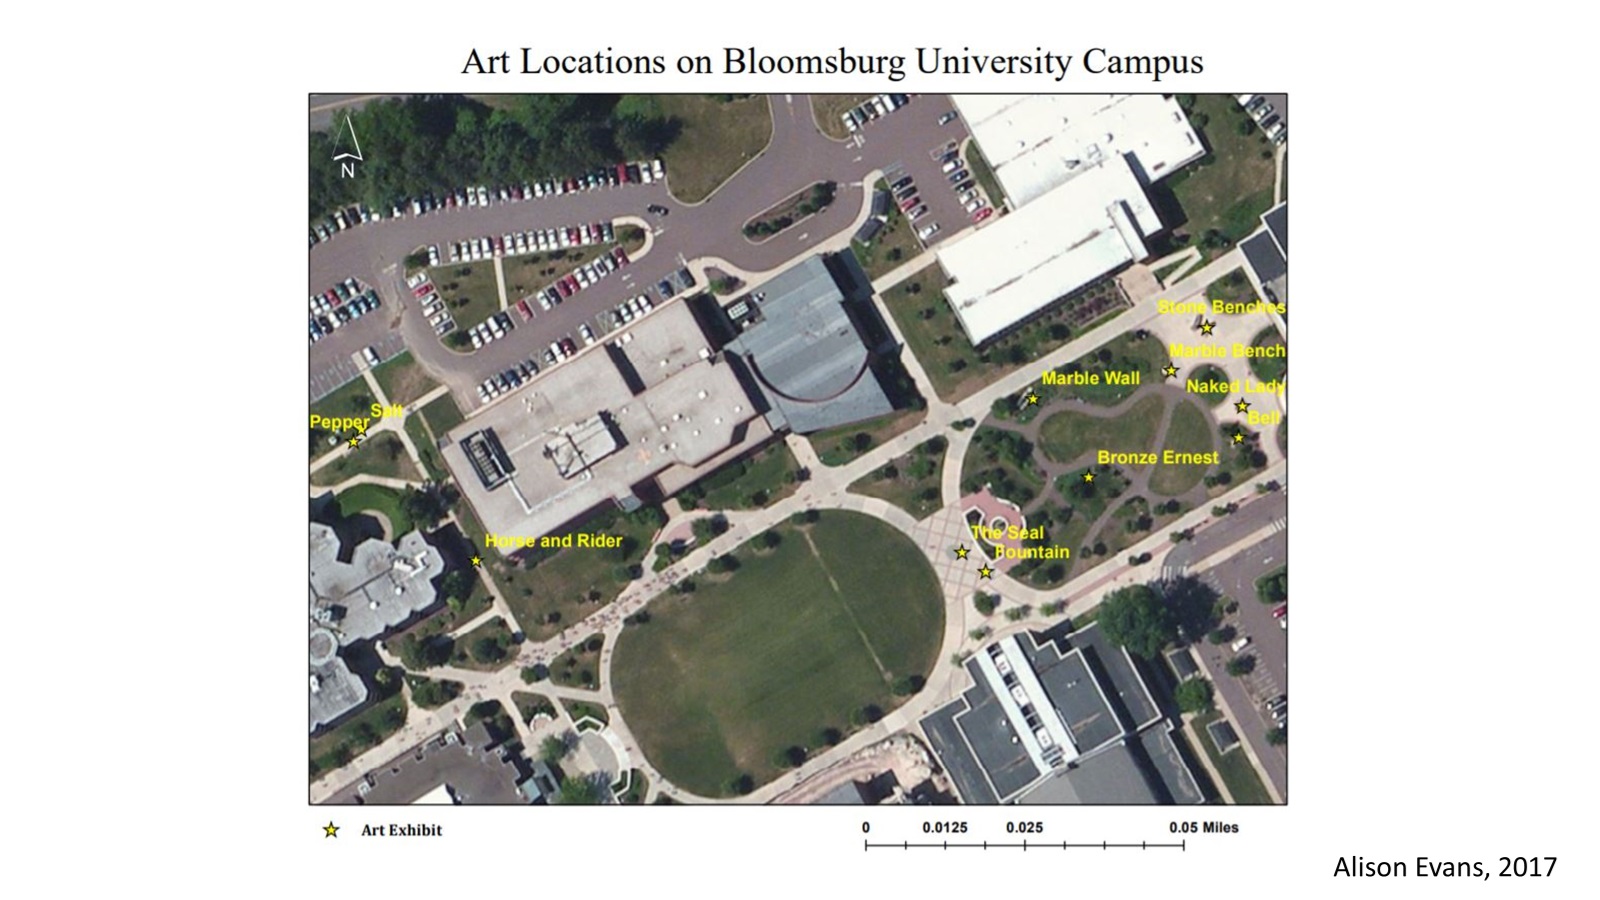 Art Locations on Bloomsburg University Campus
N
Stone Benches
Marble Bench
Marble Wall
Naked Lady
Salt
Pepper
Bell
Bronze Ernest
The Seal
Horse and Rider
Fountain
Art Exhibit
0 0.0125 0.025 0.05 Miles
Alison Evans, 2017